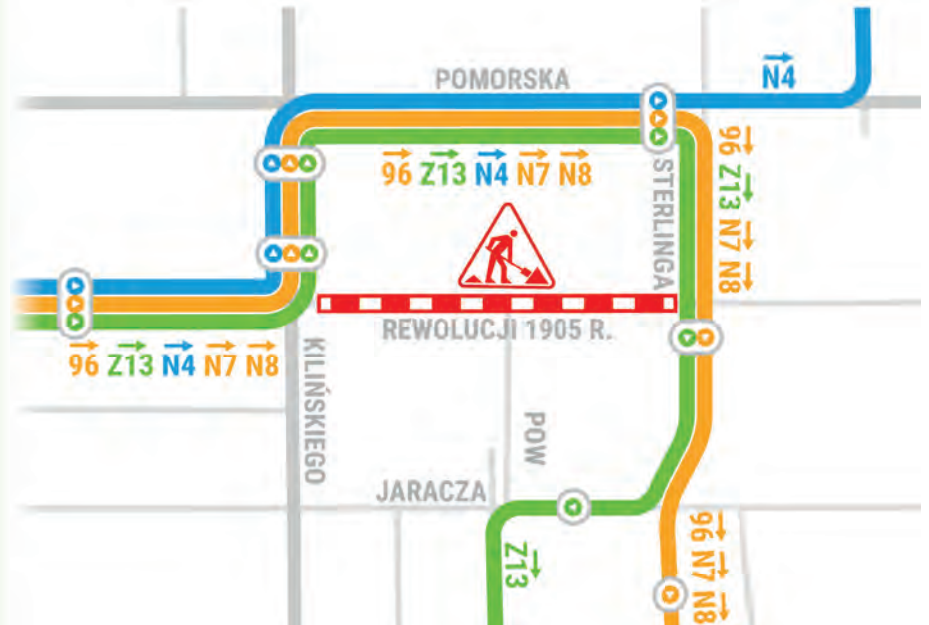 N4
POMORSKA
96 Z13 N4 N7 N8
96 Z13 N7 N8
STERLINGA
REWOLUCJI 1905 R.
96 Z13 N4 N7 N8
KILIŃSKIEGO
POW
JARACZA
Z13
96 N7 N8